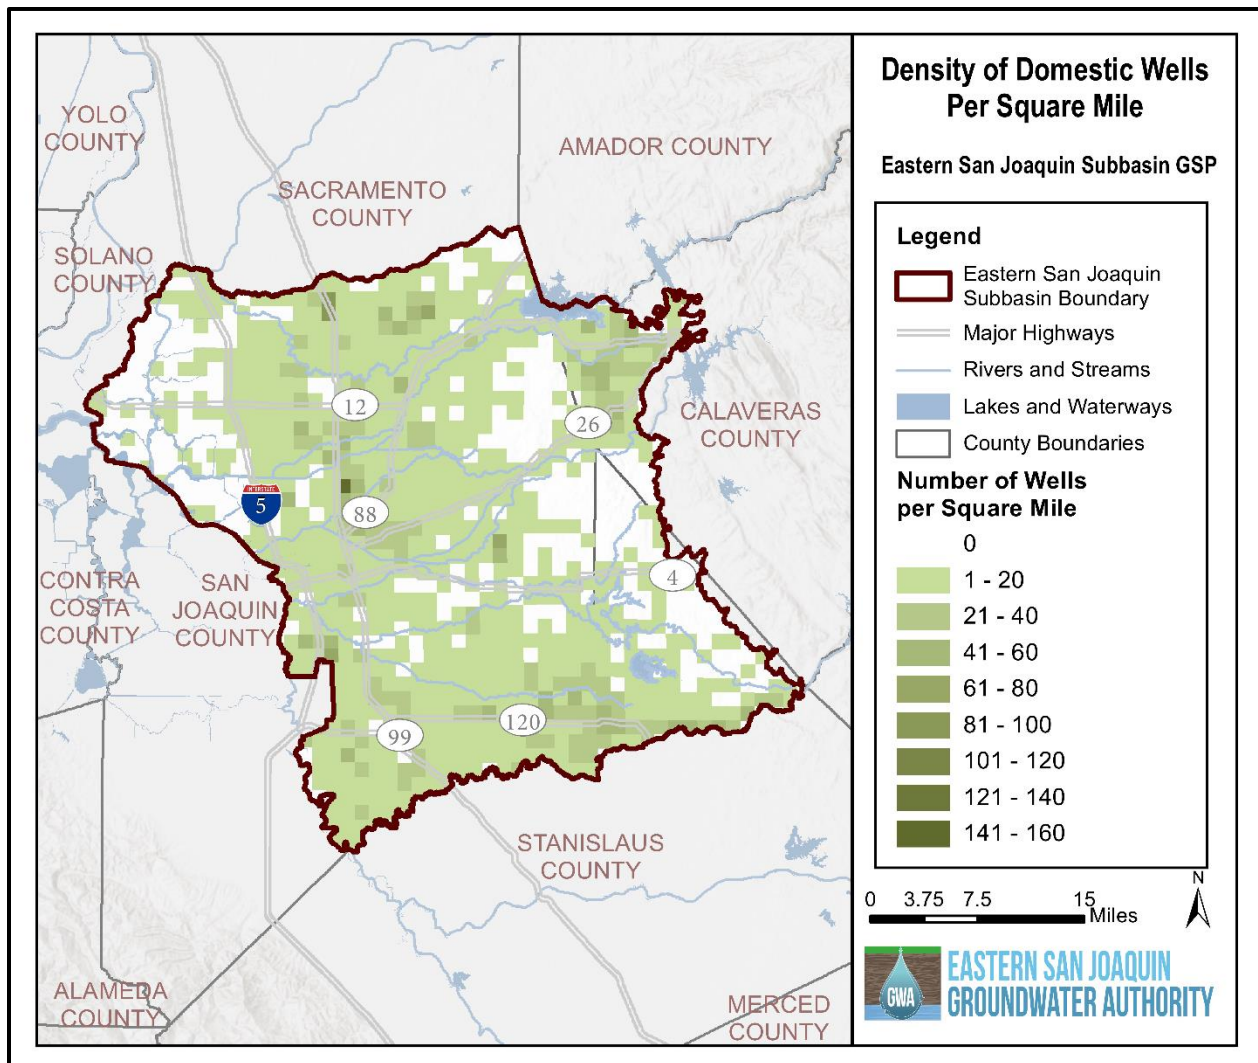 Density of Domestic Wells
Per Square Mile
Eastern San Joaquin Subbasin GSP
Legend
Eastern San Joaquin
Subbasin Boundary
Major Highways
Rivers and Streams
Lakes and Waterways
County Boundaries
Number of Wells
per Square Mile
0
1 - 20
21 - 40
41 - 60
61 - 80
81 - 100
101 - 120
121 - 140
141 - 160
0 3.75 7.5 15
Miles
N
GWA
EASTERN SAN JOAQUIN
GROUNDWATER AUTHORITY
YOLO
COUNTY
AMADOR COUNTY
SACRAMENTO
COUNTY
SOLANO
COUNTY
12
26
CALAVERAS
COUNTY
INTERSTATE
5
88
4
CONTRA
COSTA
COUNTY
SAN
JOAQUIN
COUNTY
120
99
STANISLAUS
COUNTY
ALAMEDA
COUNTY
MERCED
COUNTY